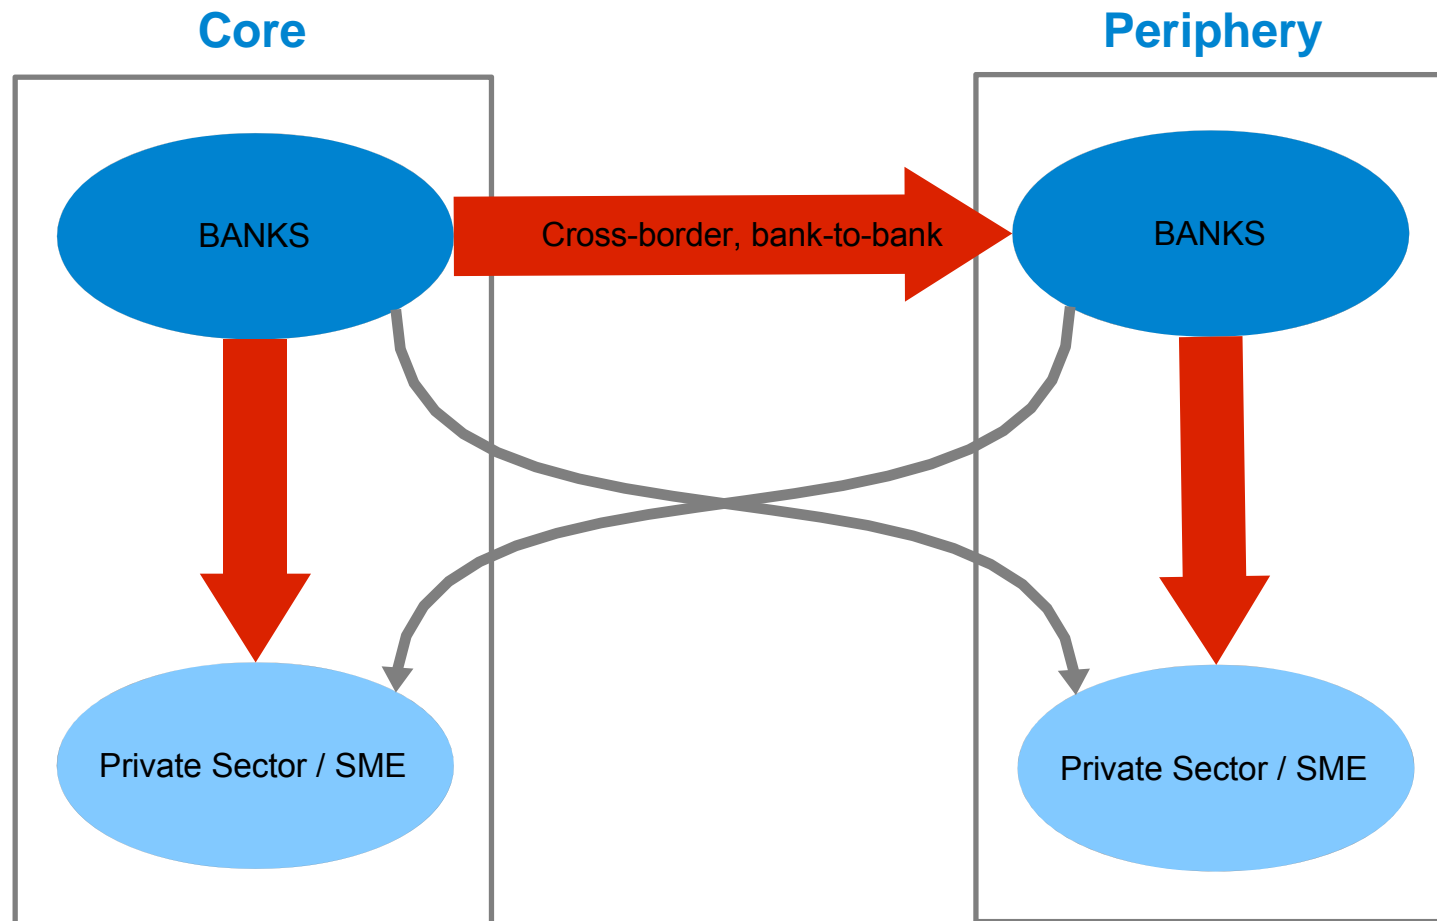 Core
Periphery
BANKS
Cross-border, bank-to-bank
BANKS
Private Sector / SME
Private Sector / SME